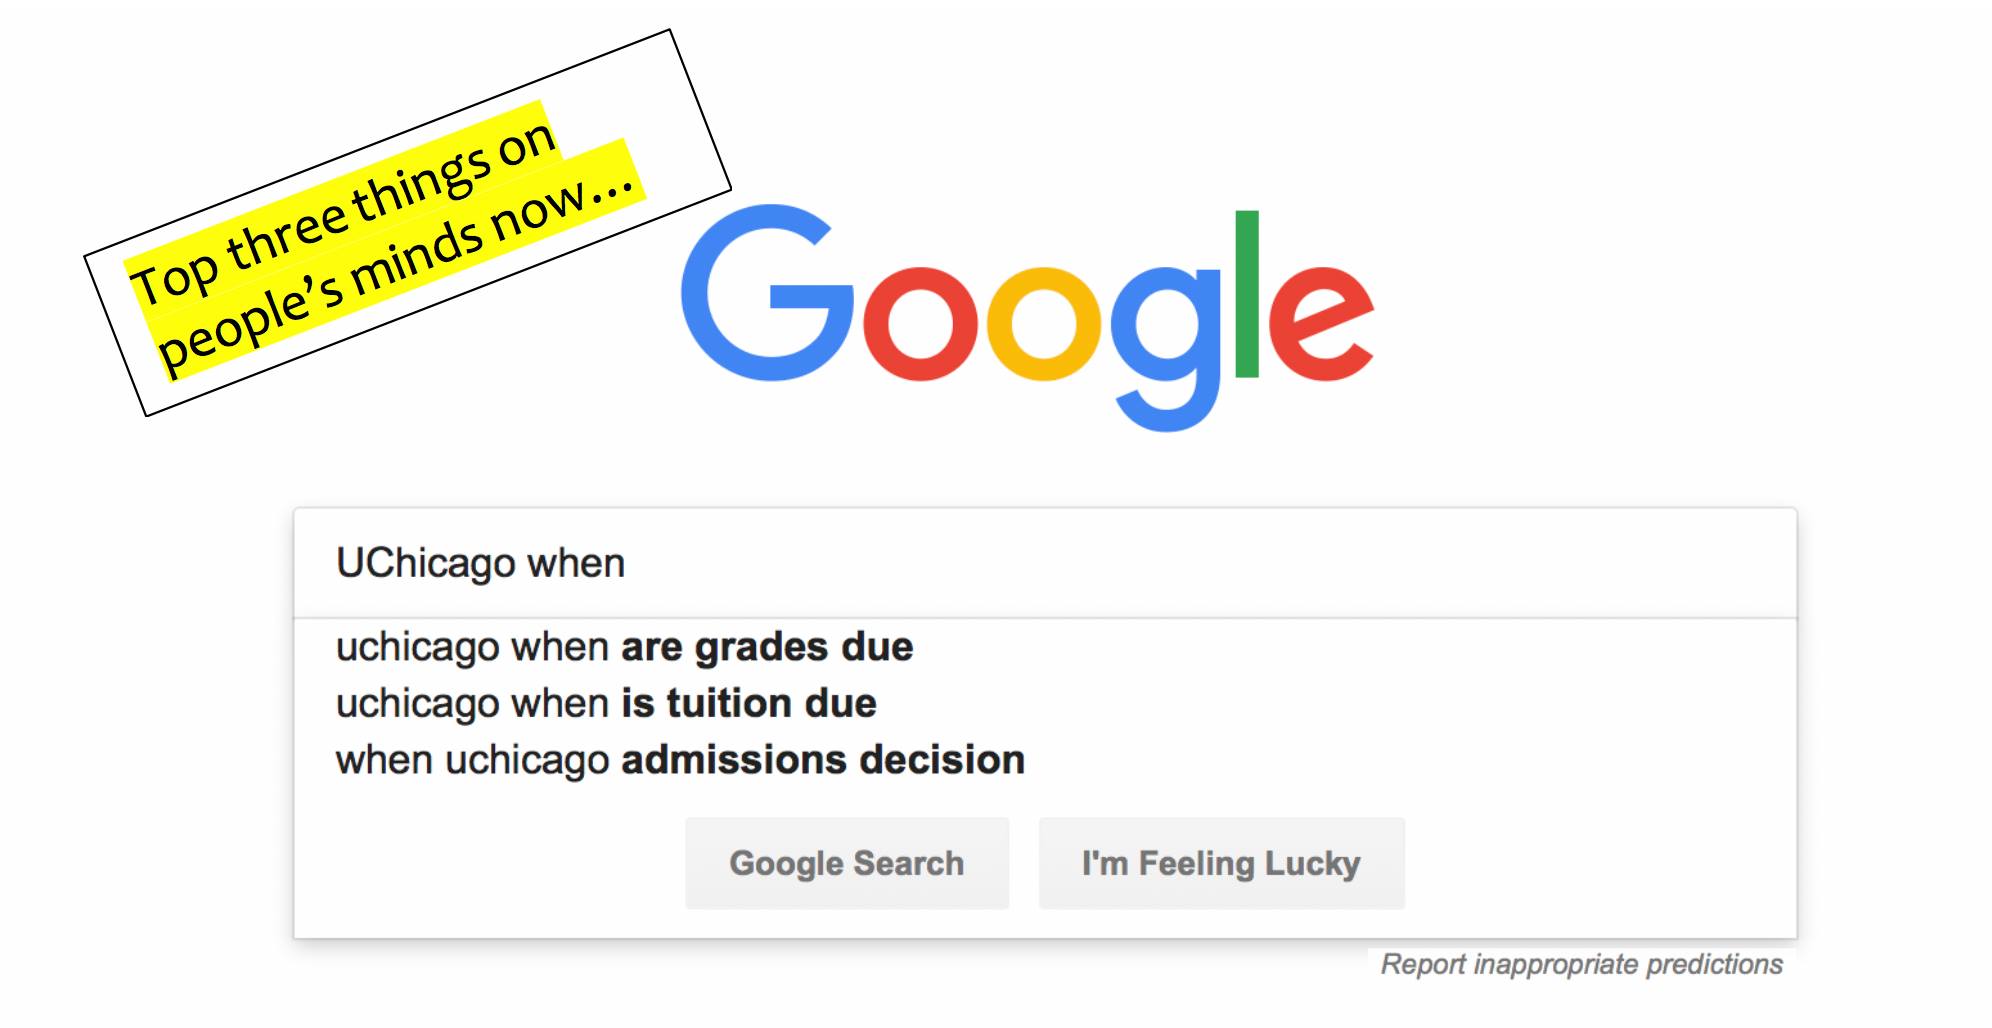 Top three things on
people’s minds now…
Google
UChicago when
uchicago when are grades due
uchicago when is tuition due
when uchicago admissions decision
Google Search
I'm Feeling Lucky
Report inappropriate predictions